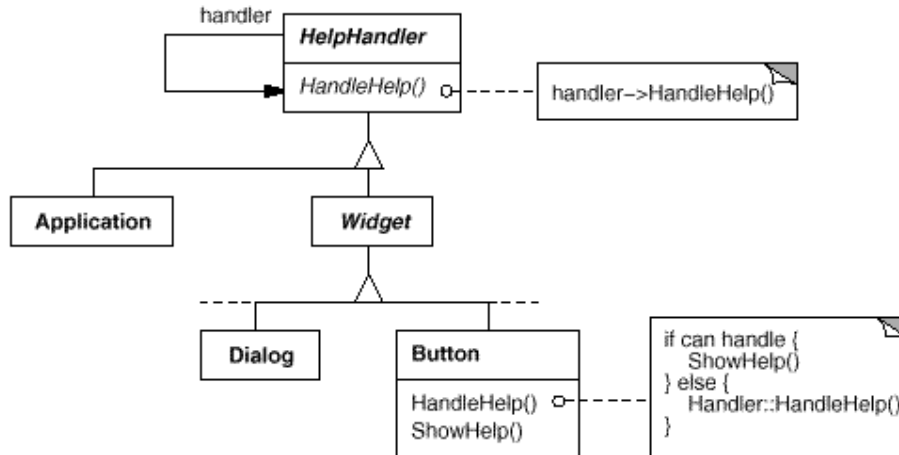 handler
HelpHandler
HandleHelp()
handler->HandleHelp()
Application
Widget
Dialog
Button
HandleHelp()
ShowHelp()
if can handle {
ShowHelp()
} else {
Handler::HandleHelp()
}